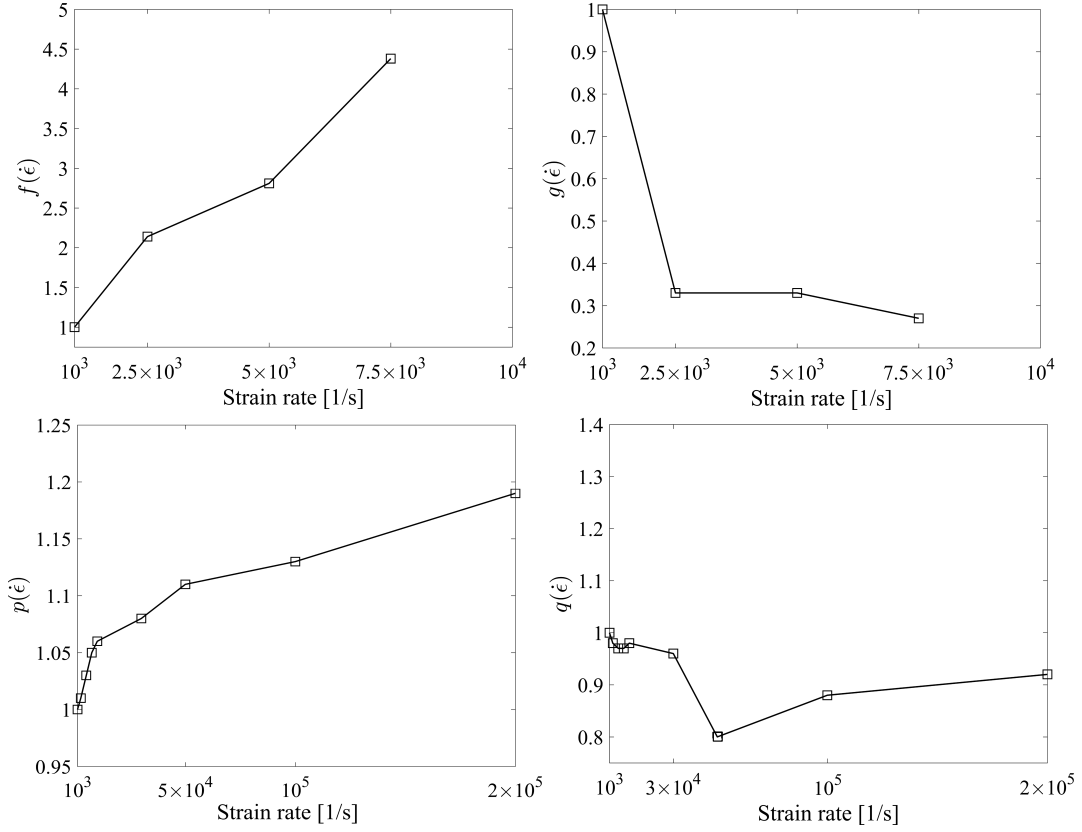 5
4.5
4
3.5
3
2.5
2
1.5
1
f(ϵ̇)
10³ 2.5×10³ 5×10³ 7.5×10³ 10⁴
Strain rate [1/s]
1
0.9
0.8
0.7
0.6
0.5
0.4
0.3
0.2
g(ϵ̇)
10³ 2.5×10³ 5×10³ 7.5×10³ 10⁴
Strain rate [1/s]
1.25
1.2
1.15
1.1
1.05
1
0.95
p(ϵ̇)
10³ 5×10⁴ 10⁵ 2×10⁵
Strain rate [1/s]
1.4
1.3
1.2
1.1
1
0.9
0.8
q(ϵ̇)
10³ 3×10⁴ 10⁵ 2×10⁵
Strain rate [1/s]